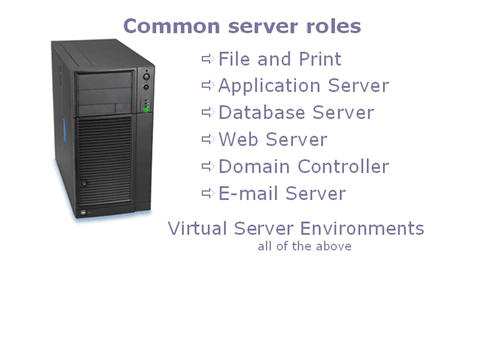 Common server roles
⇨ File and Print
⇨ Application Server
⇨ Database Server
⇨ Web Server
⇨ Domain Controller
⇨ E-mail Server
Virtual Server Environments
all of the above